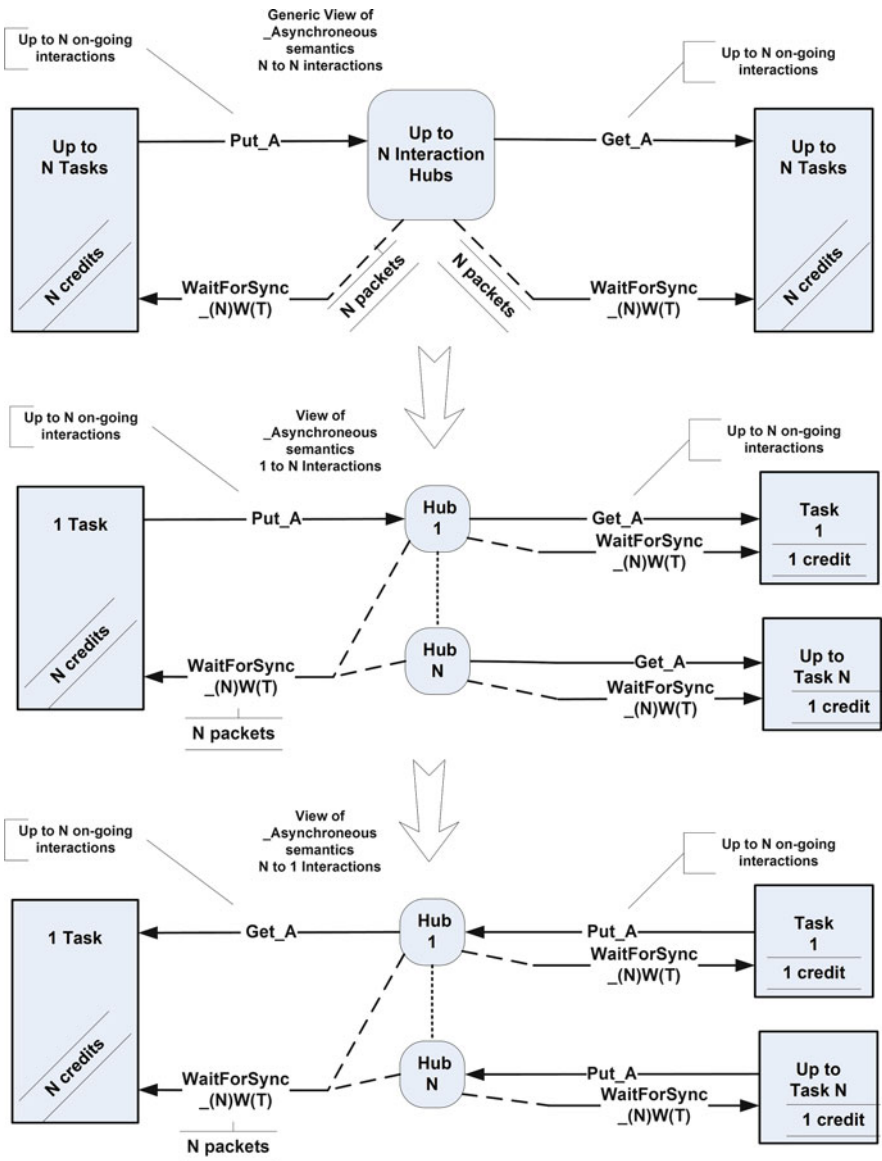 Generic View of
_Asynchroneous
semantics
N to N interactions
Up to N on-going
interactions
Up to N on-going
interactions
Up to
N Tasks
Put_A
Up to
N Interaction
Hubs
Get_A
Up to
N Tasks
N credits
WaitForSync
_(N)W(T)
N packets
N packets
WaitForSync
_(N)W(T)
N credits
Up to N on-going
interactions
View of
_Asynchroneous
semantics
1 to N Interactions
Up to N on-going
interactions
1 Task
Put_A
Hub
1
Get_A
WaitForSync
_(N)W(T)
Task
1
1 credit
N credits
WaitForSync
_(N)W(T)
N packets
Hub
N
Get_A
WaitForSync
_(N)W(T)
Up to
Task N
1 credit
Up to N on-going
interactions
View of
_Asynchroneous
semantics
N to 1 Interactions
Up to N on-going
interactions
1 Task
Get_A
Hub
1
Put_A
WaitForSync
_(N)W(T)
Task
1
1 credit
N credits
WaitForSync
_(N)W(T)
N packets
Hub
N
Put_A
WaitForSync
_(N)W(T)
Up to
Task N
1 credit